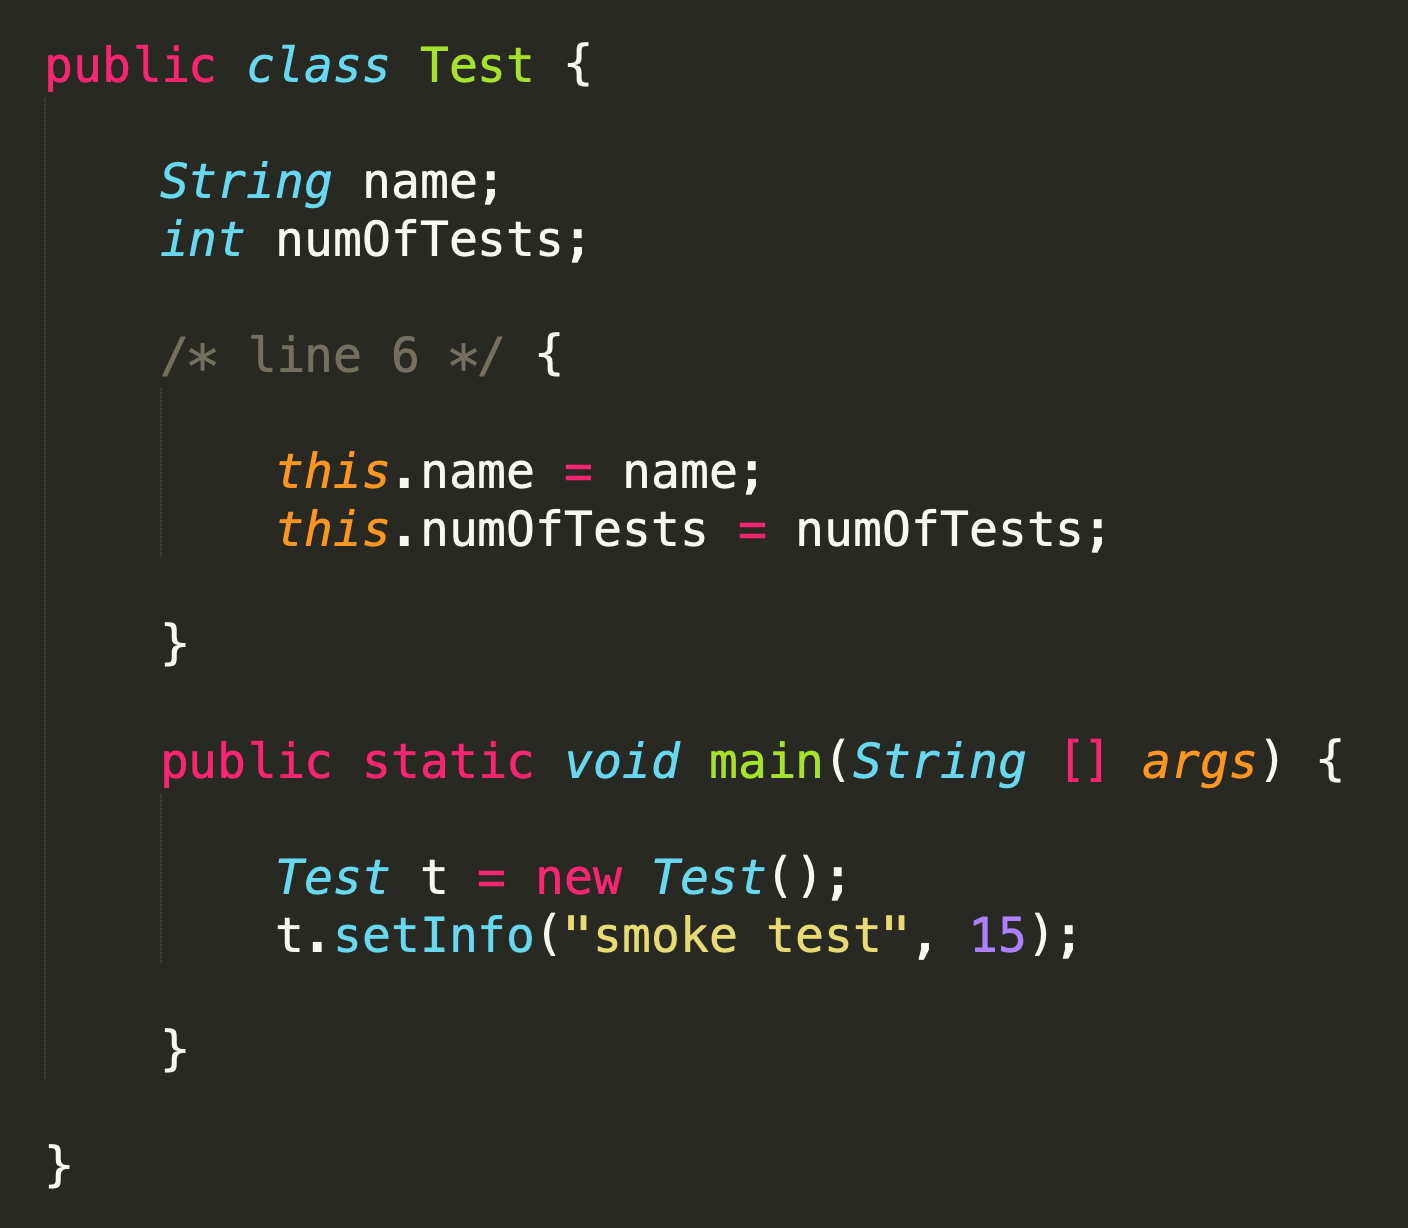 public class Test {
String name;
int numOfTests;
/* line 6 */ {
this.name = name;
this.numOfTests = numOfTests;
}
public static void main(String [] args) {
Test t = new Test();
t.setInfo("smoke test", 15);
}
}